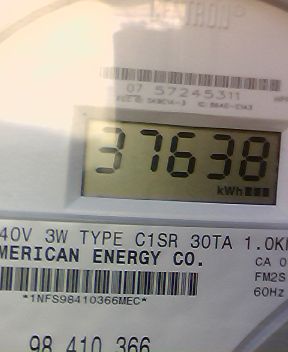 07 57245311
37638
kWh
40V 3W TYPE C1SR 30TA 1.0K
MERICAN ENERGY CO.
CA 0
FM2S
*1NFS98410366MEC*
60Hz
98 410 366